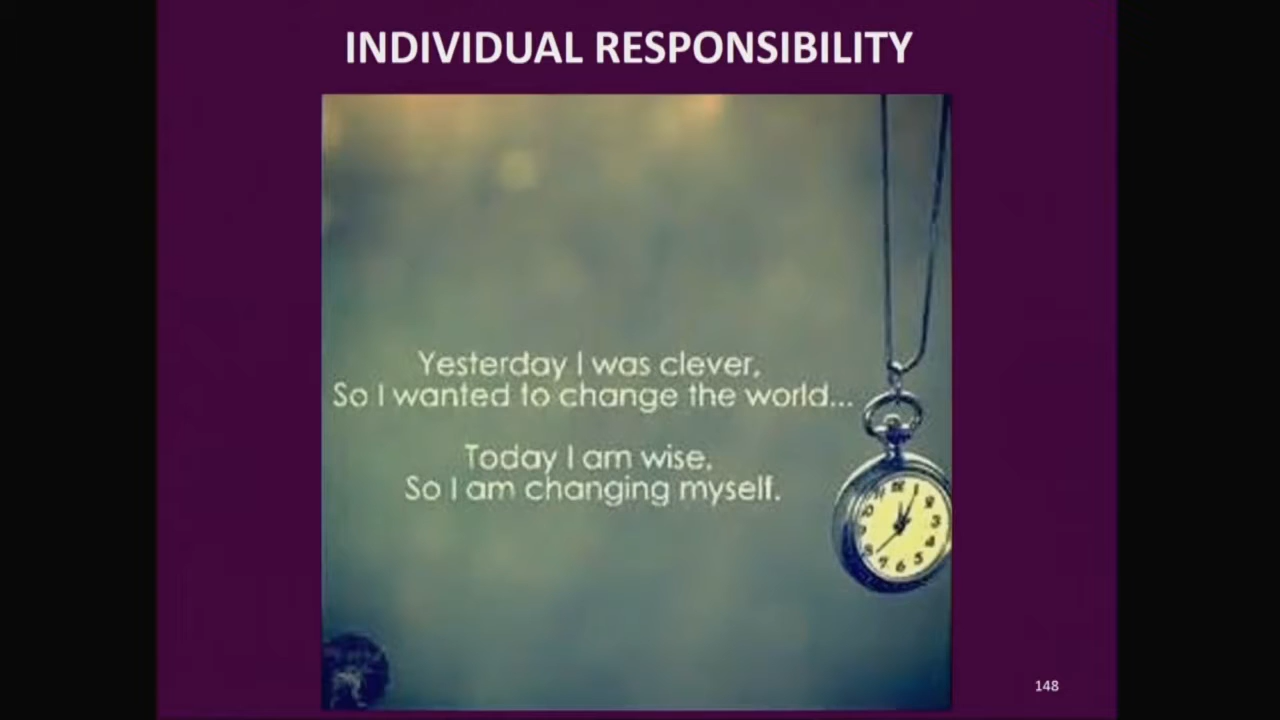 INDIVIDUAL RESPONSIBILITY
Yesterday I was clever,
So I wanted to change the world...
Today I am wise,
So I am changing myself.
148